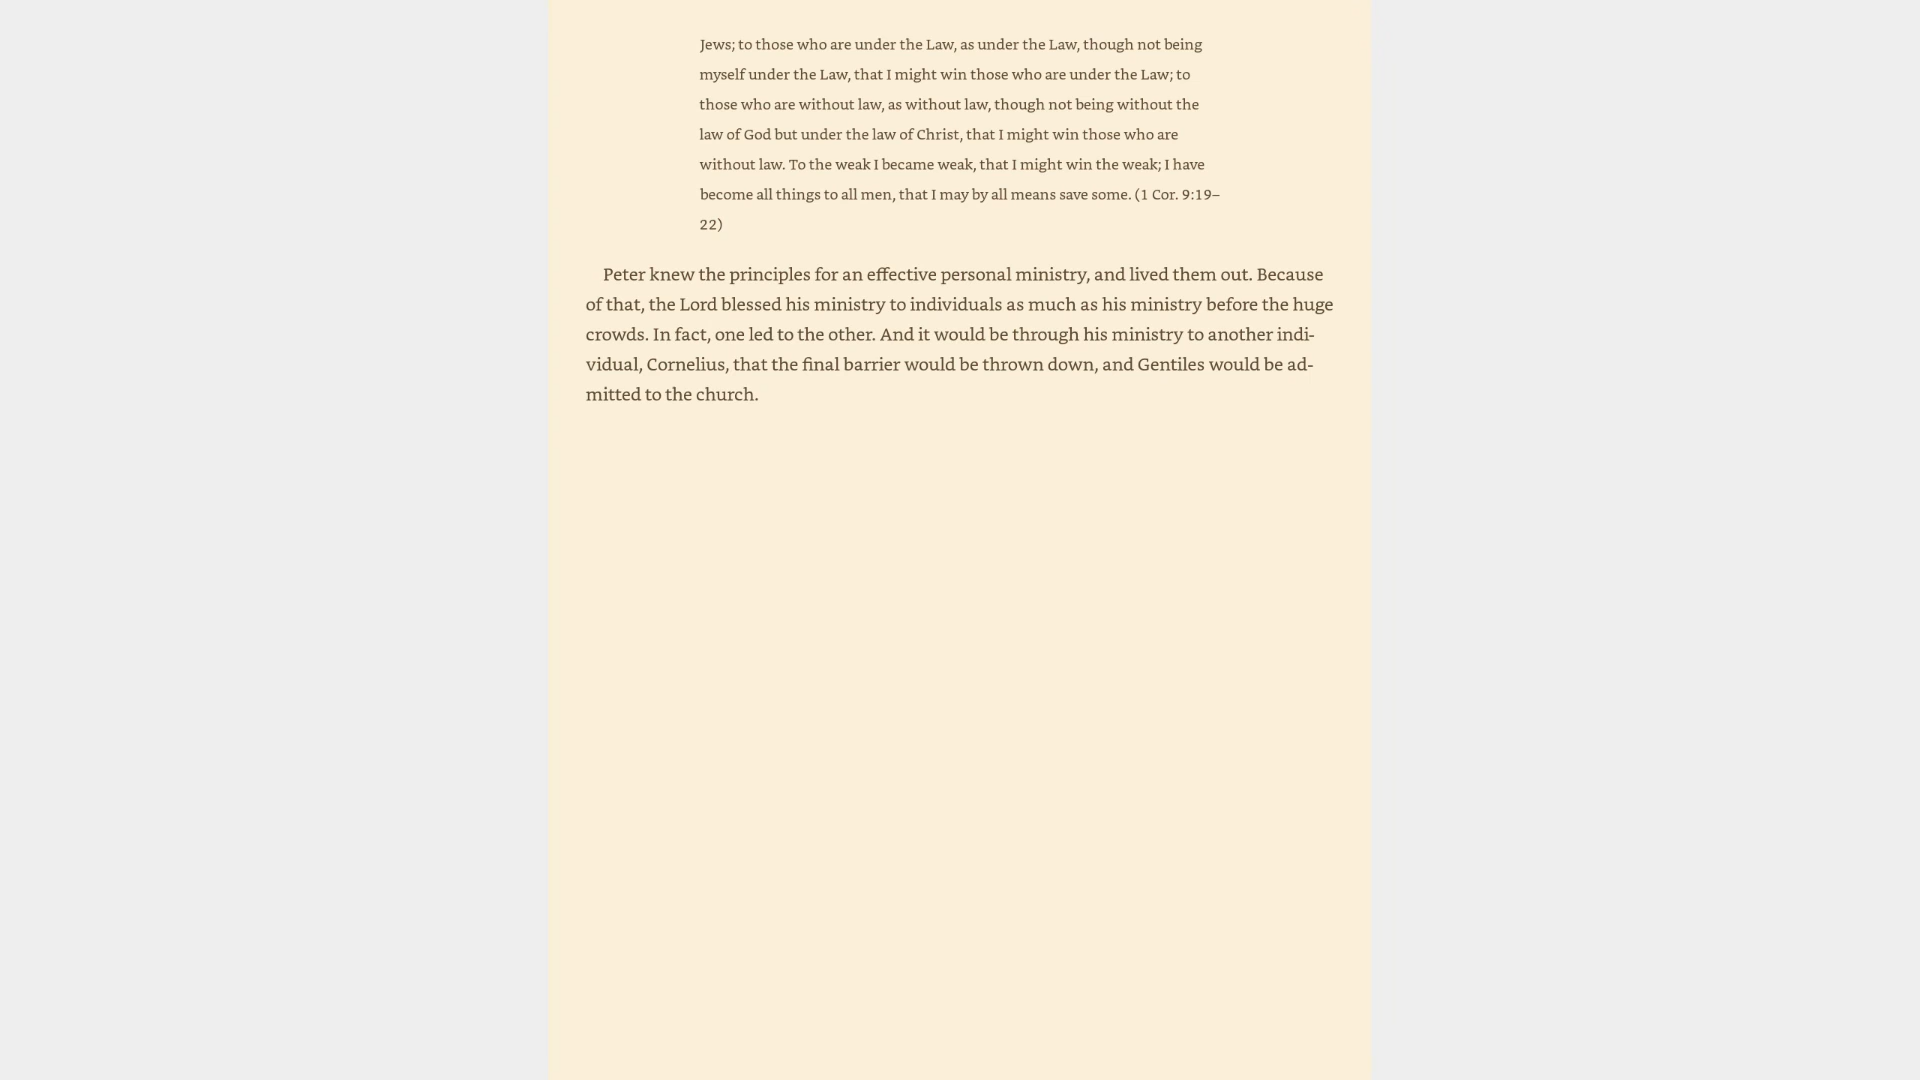 Jews; to those who are under the Law, as under the Law, though not being
myself under the Law, that I might win those who are under the Law; to
those who are without law, as without law, though not being without the
law of God but under the law of Christ, that I might win those who are
without law. To the weak I became weak, that I might win the weak; I have
become all things to all men, that I may by all means save some. (1 Cor. 9:19–
22)
Peter knew the principles for an effective personal ministry, and lived them out. Because
of that, the Lord blessed his ministry to individuals as much as his ministry before the huge
crowds. In fact, one led to the other. And it would be through his ministry to another indi-
vidual, Cornelius, that the final barrier would be thrown down, and Gentiles would be ad-
mitted to the church.